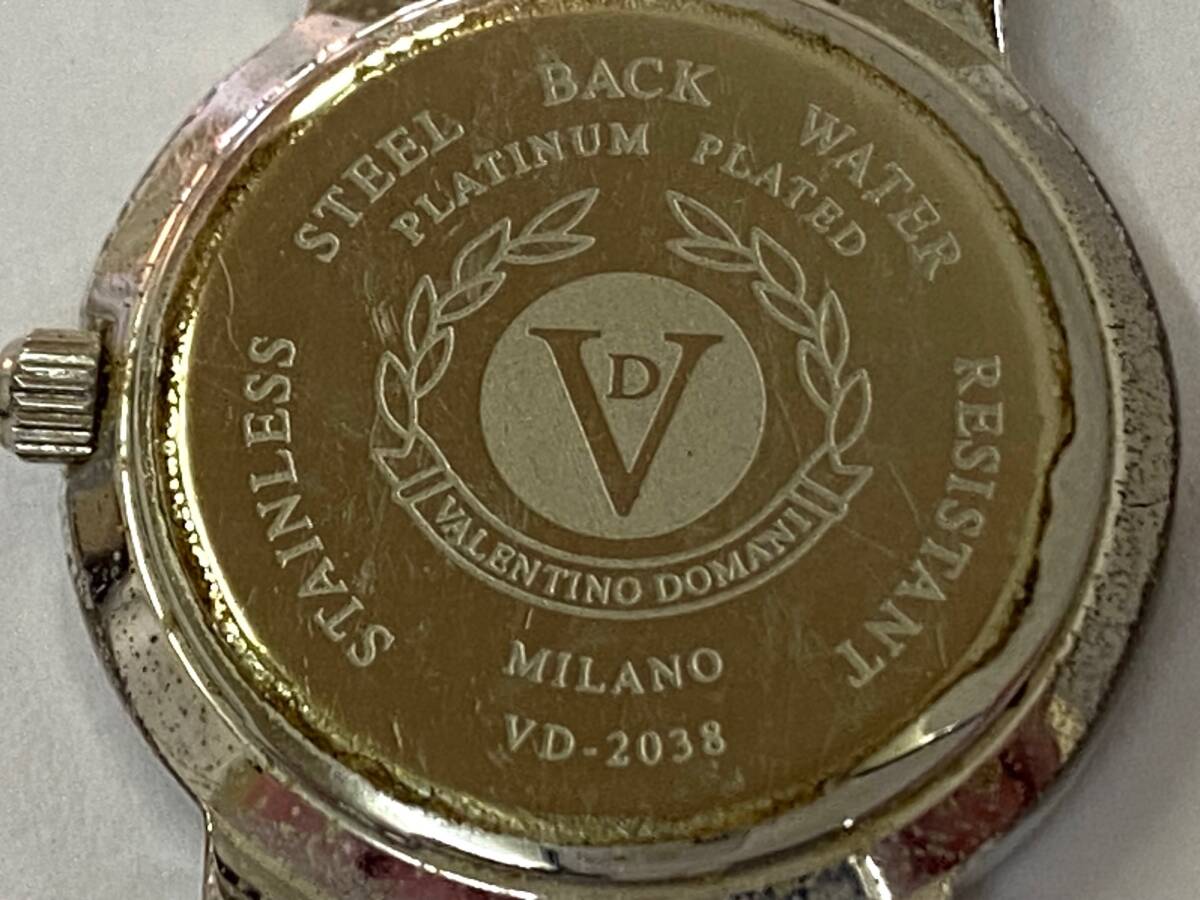 STAINLESS STEEL BACK WATER RESISTANT
PLATINUM PLATED
VD
VALENTINO DOMANI
MILANO
VD-2038